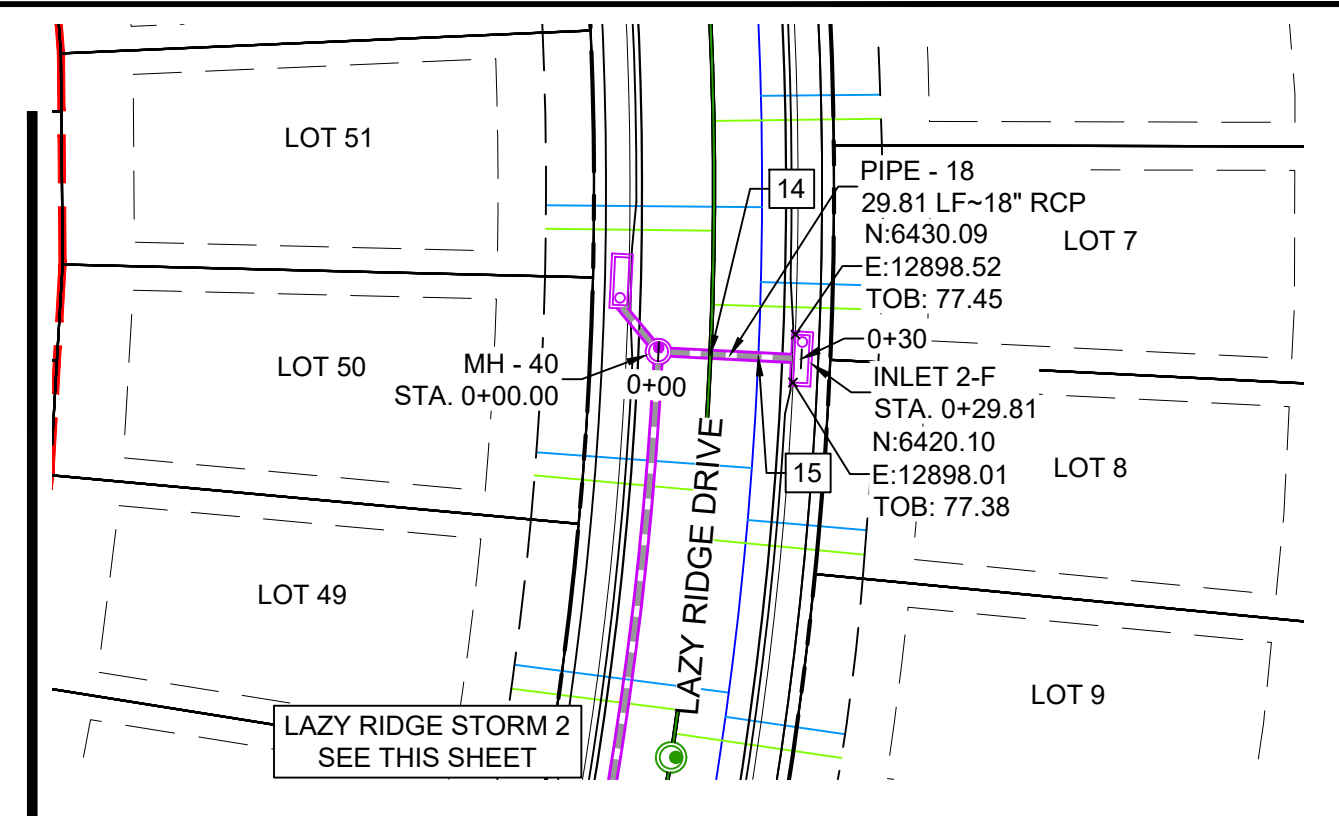 LOT 51
14
PIPE - 18
29.81 LF~18" RCP
N:6430.09
E:12898.52
TOB: 77.45
LOT 7
LOT 50
MH - 40
STA. 0+00.00
0+00
0+30
INLET 2-F
STA. 0+29.81
N:6420.10
E:12898.01
TOB: 77.38
LOT 8
15
LAZY RIDGE DRIVE
LOT 49
LOT 9
LAZY RIDGE STORM 2
SEE THIS SHEET